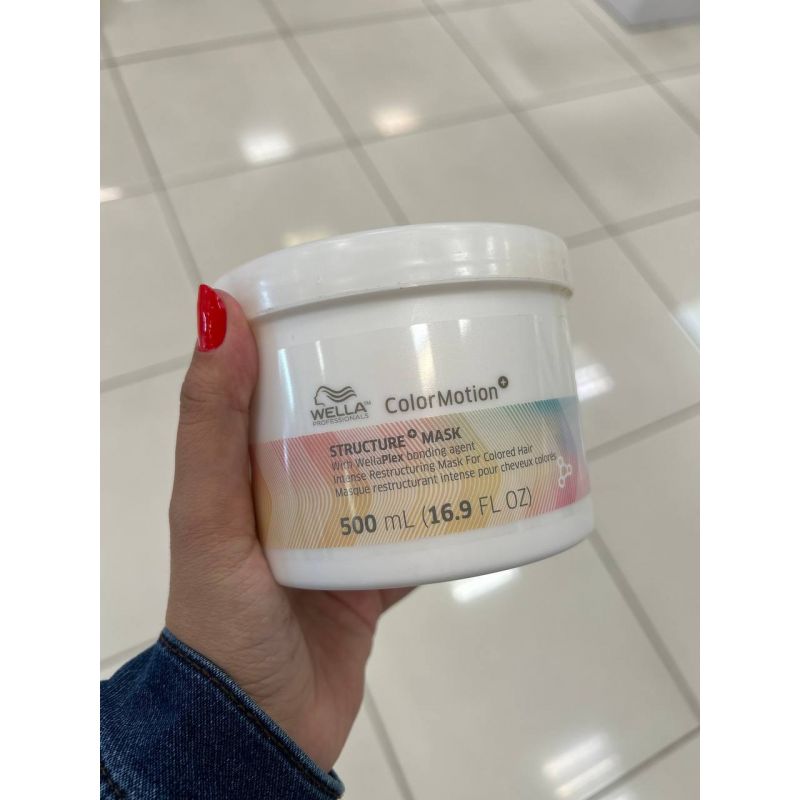 WELLA™
PROFESSIONALS
ColorMotion+
STRUCTURE+ MASK
With WellaPlex bonding agent
Intense Restructuring Mask For Colored Hair
Masque restructurant intense pour cheveux colorés
500 mL (16.9 FL OZ)